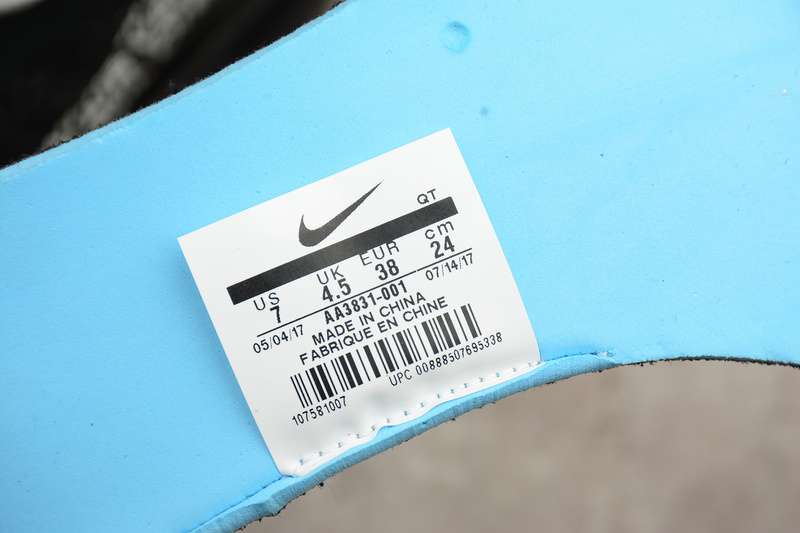 QT
US UK EUR cm
7 4.5 38 24
05/04/17 AA3831-001 07/14/17
MADE IN CHINA
FABRIQUE EN CHINE
107581007 UPC 00888507695338